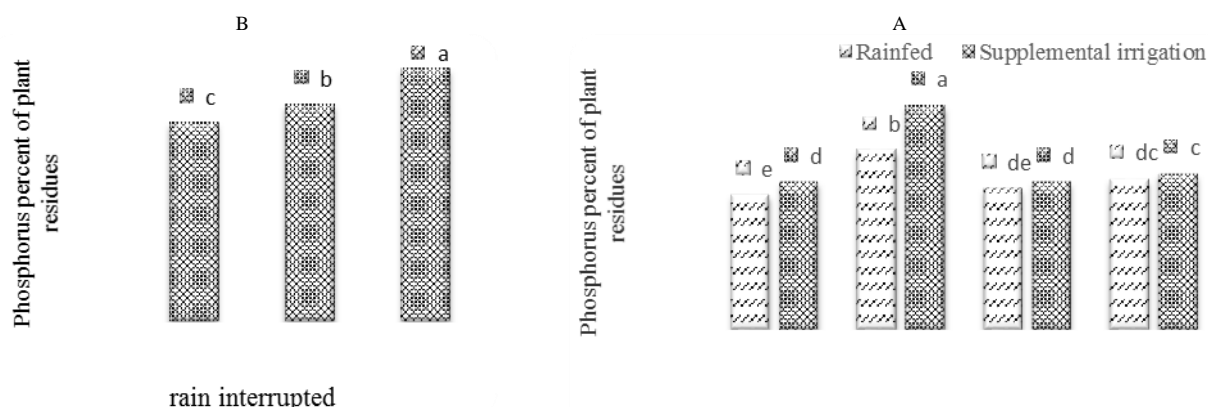 B
A
Rainfed Supplemental irrigation
Phosphorus percent of plant
residues
c
b
a
Phosphorus percent of plant
residues
e
d
b
a
de
d
dc
c
rain interrupted